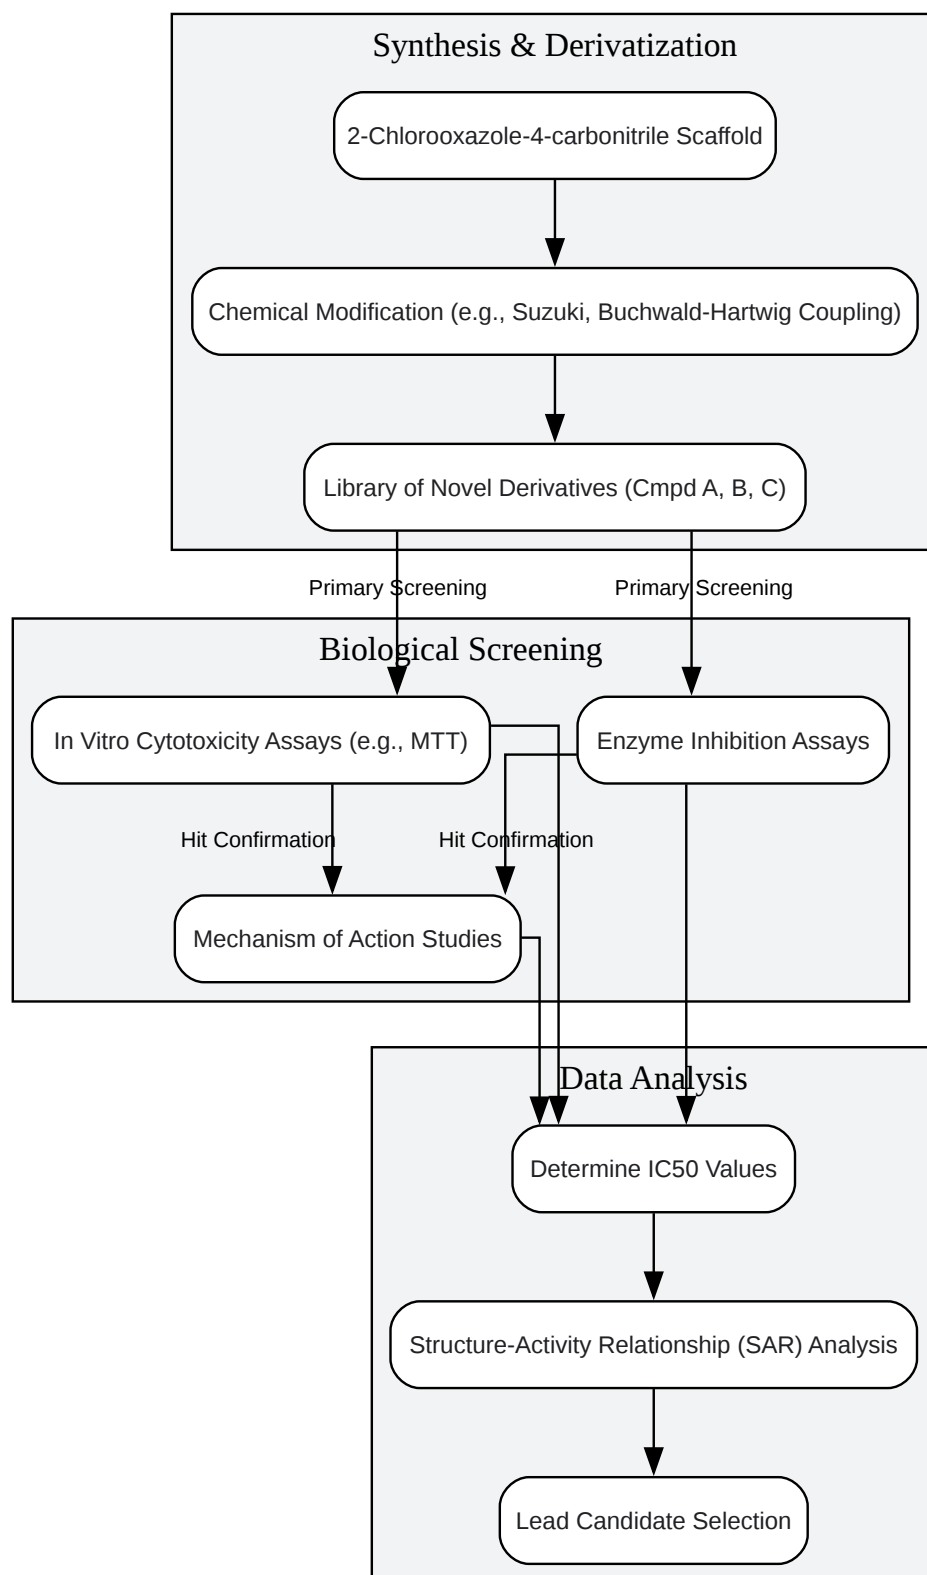 Synthesis & Derivatization
2-Chlorooxazole-4-carbonitrile Scaffold
Chemical Modification (e.g., Suzuki, Buchwald-Hartwig Coupling)
Library of Novel Derivatives (Cmpd A, B, C)
Primary Screening
Primary Screening
Biological Screening
In Vitro Cytotoxicity Assays (e.g., MTT)
Enzyme Inhibition Assays
Hit Confirmation
Hit Confirmation
Mechanism of Action Studies
Data Analysis
Determine IC50 Values
Structure-Activity Relationship (SAR) Analysis
Lead Candidate Selection